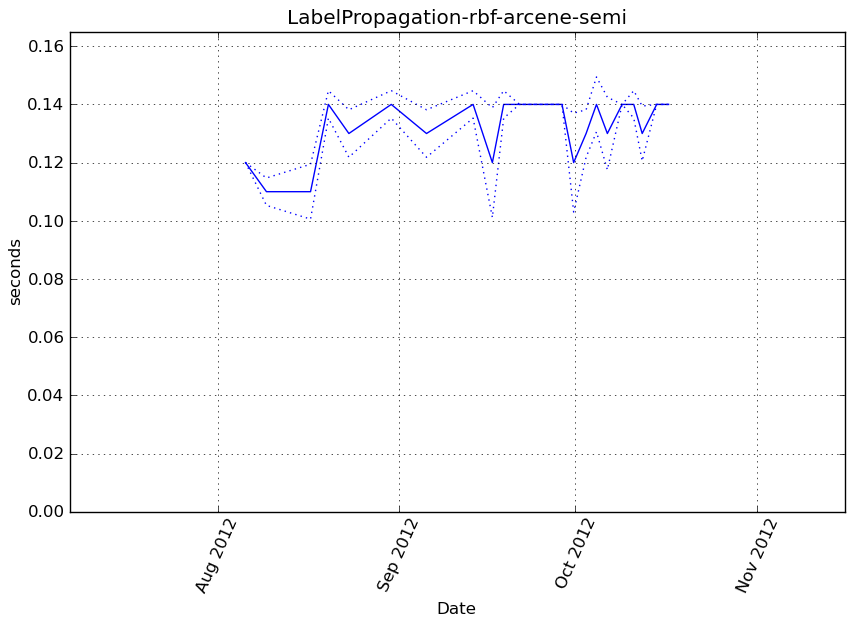 LabelPropagation-rbf-arcene-semi
0.16
0.14
0.12
0.10
0.08
0.06
0.04
0.02
0.00
seconds
Aug 2012
Sep 2012
Oct 2012
Nov 2012
Date